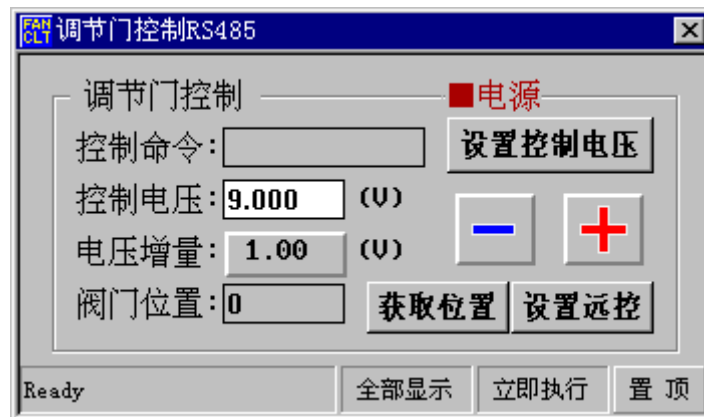 FAN CLT 调节门控制RS485
调节门控制 电源
控制命令: 设置控制电压
控制电压: 9.000 (V)
电压增量: 1.00 (V)
阀门位置: 0 获取位置 设置远控
Ready 全部显示 立即执行 置 顶